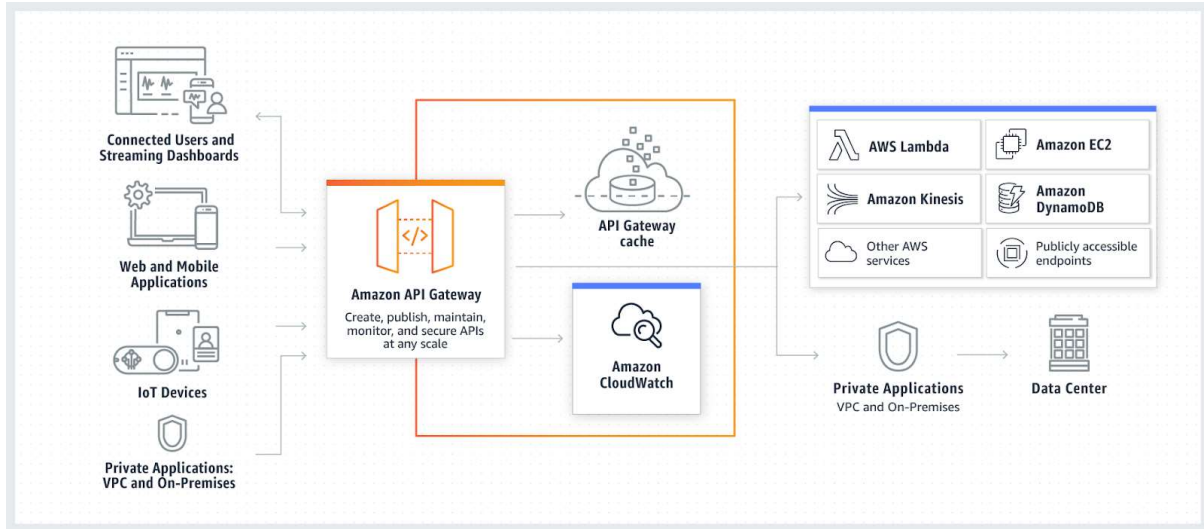 Connected Users and
Streaming Dashboards
Web and Mobile
Applications
IoT Devices
Private Applications:
VPC and On-Premises
</>
Amazon API Gateway
Create, publish, maintain,
monitor, and secure APIs
at any scale
API Gateway
cache
Amazon
CloudWatch
AWS Lambda
Amazon EC2
Amazon Kinesis
Amazon
DynamoDB
Other AWS
services
Publicly accessible
endpoints
Private Applications
VPC and On-Premises
Data Center